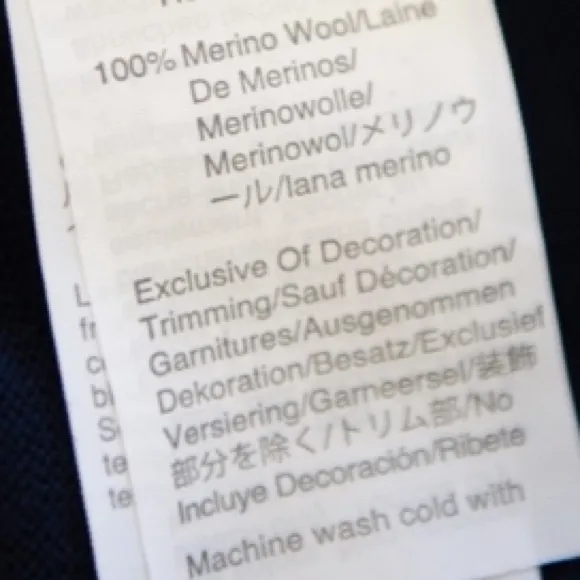 100% Merino Wool/Laine
De Merinos/
Merinowolle/
Merinowol/メリノウ
ール/lana merino
Exclusive Of Decoration/
Trimming/Sauf Décoration/
Garnitures/Ausgenommen
Dekoration/Besatz/Exclusief
Versiering/Garneersel/装飾
部分を除く/トリム部/No
Incluye Decoración/Ribete
Machine wash cold with